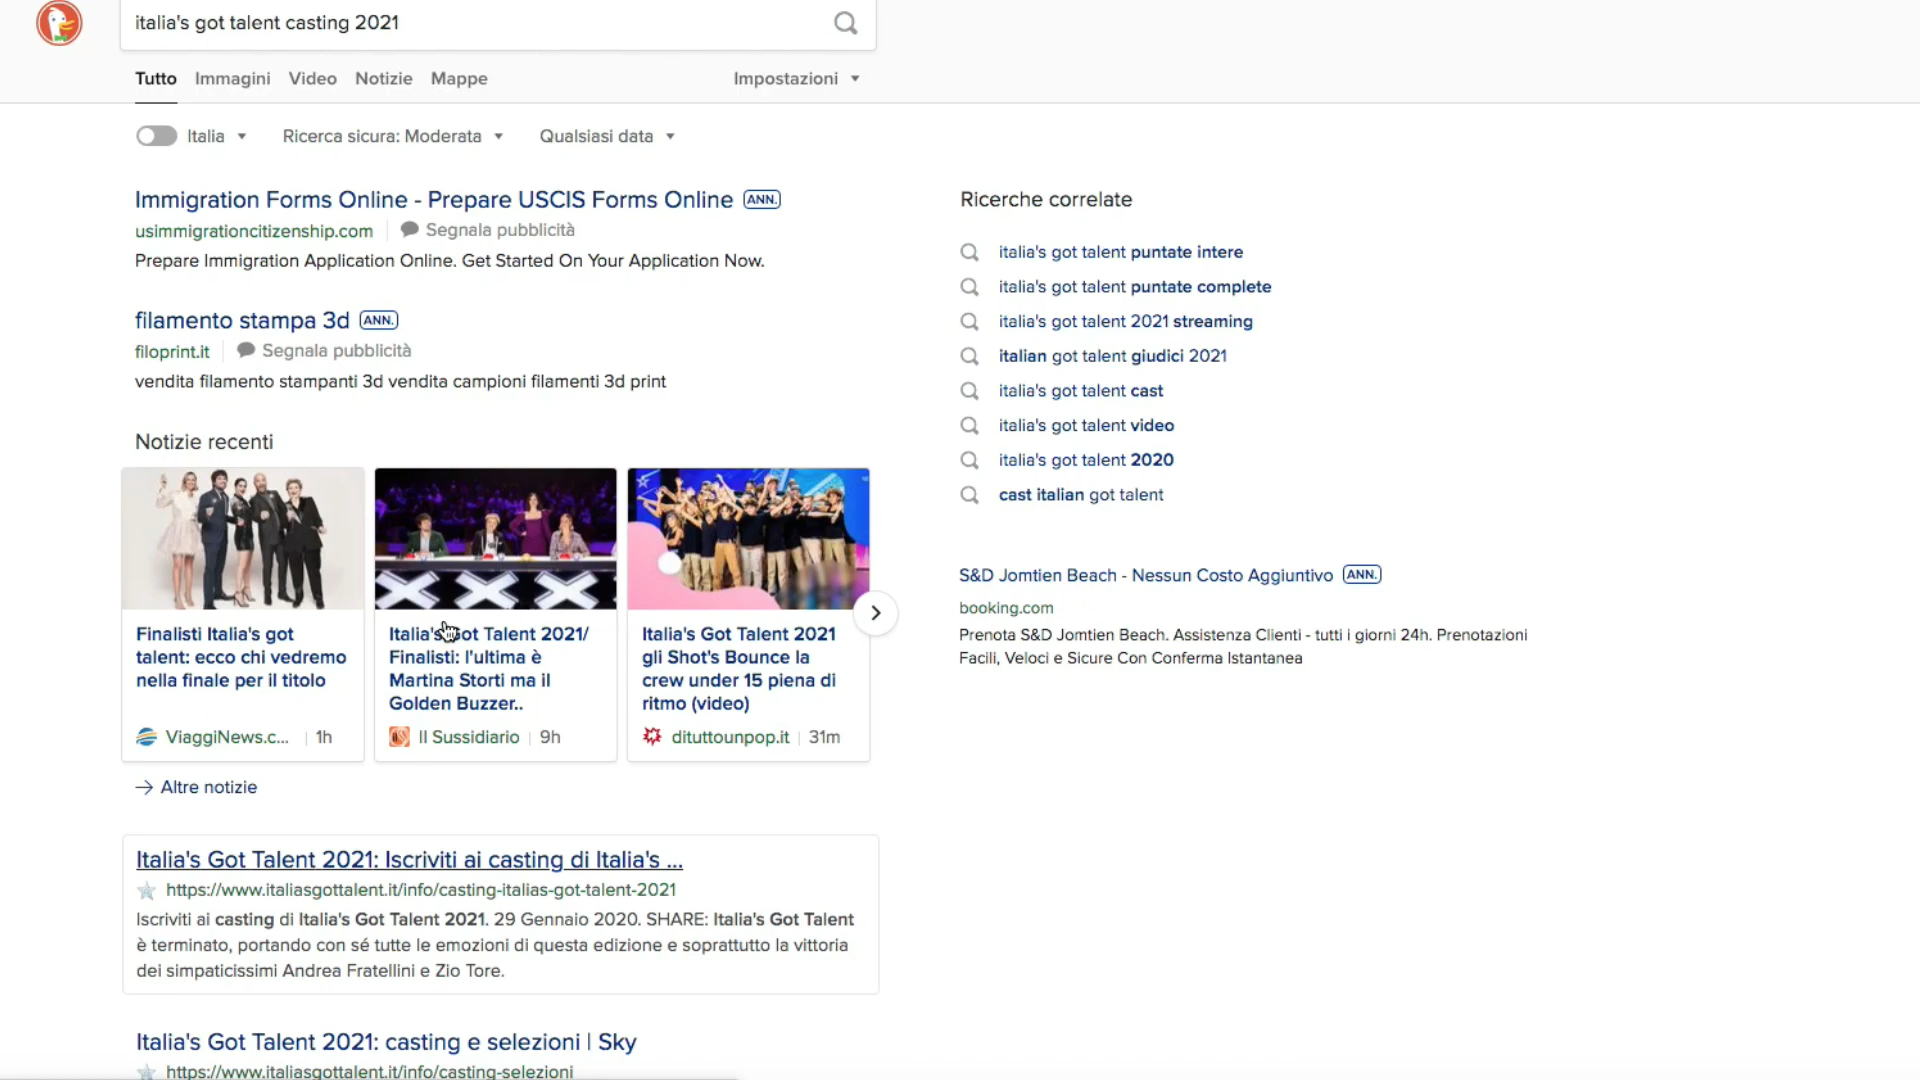 italia's got talent casting 2021
Tutto Immagini Video Notizie Mappe Impostazioni
Italia Ricerca sicura: Moderata Qualsiasi data
Immigration Forms Online - Prepare USCIS Forms Online ANN.
usimmigrationcitizenship.com Segnala pubblicità
Prepare Immigration Application Online. Get Started On Your Application Now.
filamento stampa 3d ANN.
filoprint.it Segnala pubblicità
vendita filamento stampanti 3d vendita campioni filamenti 3d print
Notizie recenti
Finalisti Italia's got
talent: ecco chi vedremo
nella finale per il titolo
ViaggiNews.c... 1h
Italia's Got Talent 2021/
Finalisti: l'ultima è
Martina Storti ma il
Golden Buzzer..
Il Sussidiario 9h
Italia's Got Talent 2021
gli Shot's Bounce la
crew under 15 piena di
ritmo (video)
dituttounpop.it 31m
Altre notizie
Italia's Got Talent 2021: Iscriviti ai casting di Italia's ...
https://www.italiasgottalent.it/info/casting-italias-got-talent-2021
Iscriviti ai casting di Italia's Got Talent 2021. 29 Gennaio 2020. SHARE: Italia's Got Talent
è terminato, portando con sé tutte le emozioni di questa edizione e soprattutto la vittoria
dei simpaticissimi Andrea Fratellini e Zio Tore.
Italia's Got Talent 2021: casting e selezioni | Sky
https://www.italiasgottalent.it/info/casting-selezioni
Ricerche correlate
italia's got talent puntate intere
italia's got talent puntate complete
italia's got talent 2021 streaming
italian got talent giudici 2021
italia's got talent cast
italia's got talent video
italia's got talent 2020
cast italian got talent
S&D Jomtien Beach - Nessun Costo Aggiuntivo ANN.
booking.com
Prenota S&D Jomtien Beach. Assistenza Clienti - tutti i giorni 24h. Prenotazioni
Facili, Veloci e Sicure Con Conferma Istantanea